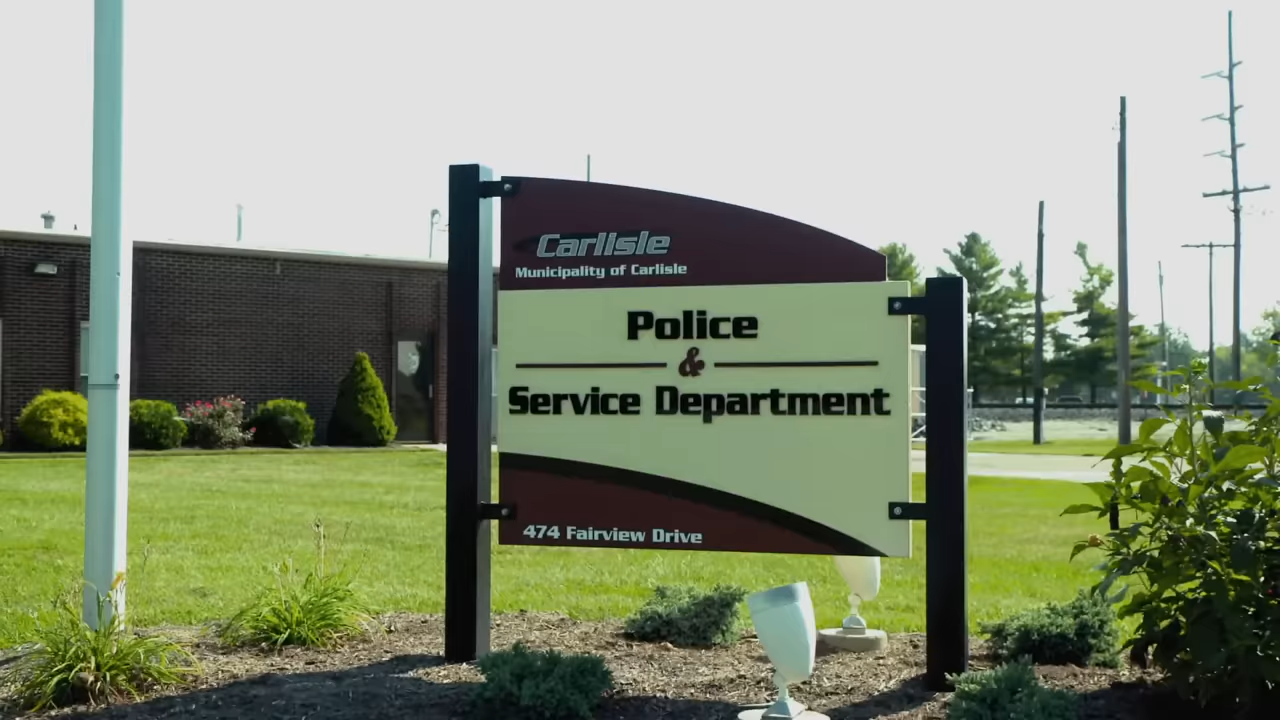 Carlisle
Municipality of Carlisle
Police
&
Service Department
474 Fairview Drive